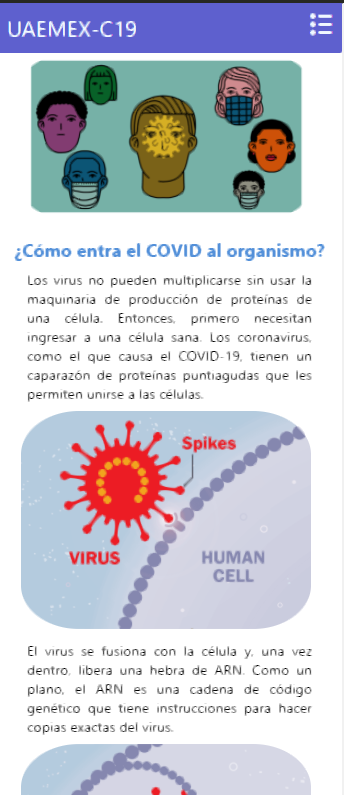 UAEMEX-C19
¿Cómo entra el COVID al organismo?
Los virus no pueden multiplicarse sin usar la
maquinaria de producción de proteínas de
una célula. Entonces, primero necesitan
ingresar a una célula sana. Los coronavirus,
como el que causa el COVID-19, tienen un
caparazón de proteínas puntiagudas que les
permiten unirse a las células.
Spikes
VIRUS
HUMAN
CELL
El virus se fusiona con la célula y, una vez
dentro, libera una hebra de ARN. Como un
plano, el ARN es una cadena de código
genético que tiene instrucciones para hacer
copias exactas del virus.